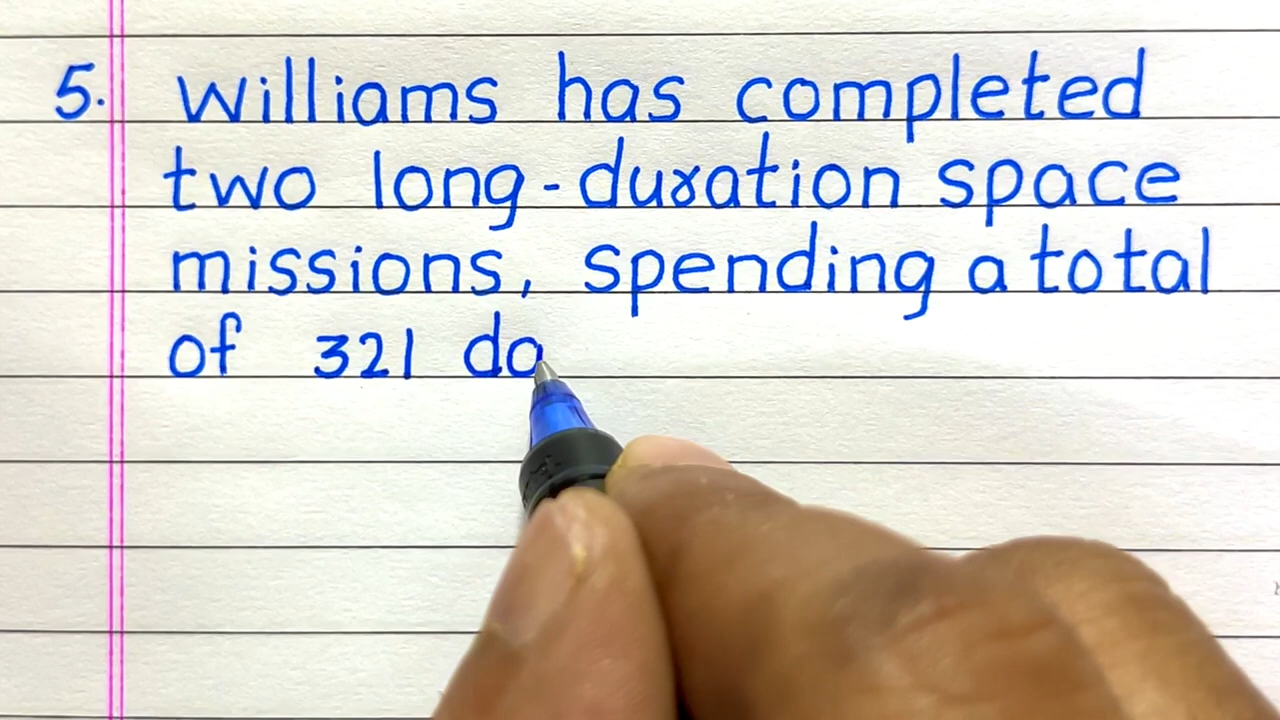 5. Williams has completed
two long-duration space
missions, spending a total
of 321 da